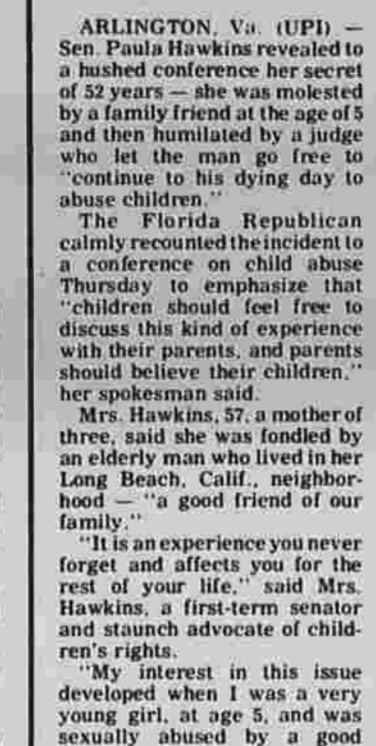 ARLINGTON, Va. (UPI) —
Sen. Paula Hawkins revealed to
a hushed conference her secret
of 52 years — she was molested
by a family friend at the age of 5
and then humilated by a judge
who let the man go free to
"continue to his dying day to
abuse children."
The Florida Republican
calmly recounted the incident to
a conference on child abuse
Thursday to emphasize that
"children should feel free to
discuss this kind of experience
with their parents, and parents
should believe their children,"
her spokesman said.
Mrs. Hawkins, 57, a mother of
three, said she was fondled by
an elderly man who lived in her
Long Beach, Calif., neighbor-
hood — "a good friend of our
family."
"It is an experience you never
forget and affects you for the
rest of your life," said Mrs.
Hawkins, a first-term senator
and staunch advocate of child-
ren's rights.
"My interest in this issue
developed when I was a very
young girl, at age 5, and was
sexually abused by a good